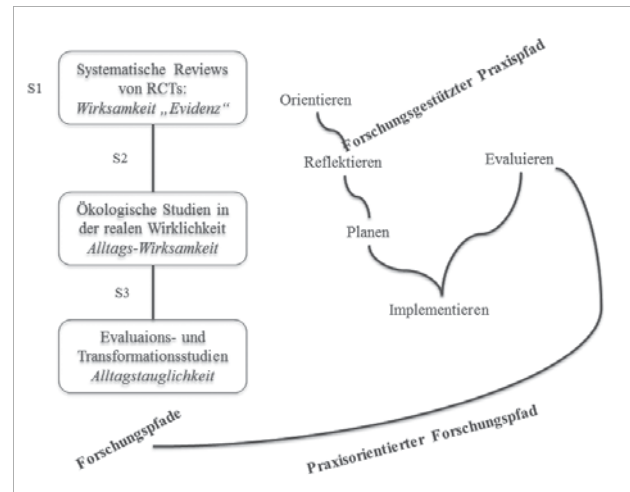 S1
Systematische Reviews
von RCTs:
Wirksamkeit „Evidenz“
S2
Ökologische Studien in
der realen Wirklichkeit
Alltags-Wirksamkeit
S3
Evaluaions- und
Transformationsstudien
Alltagstauglichkeit
Forschungspfade
Forschungsgestützter Praxispfad
Orientieren
Reflektieren
Planen
Implementieren
Evaluieren
Praxisorientierter Forschungspfad